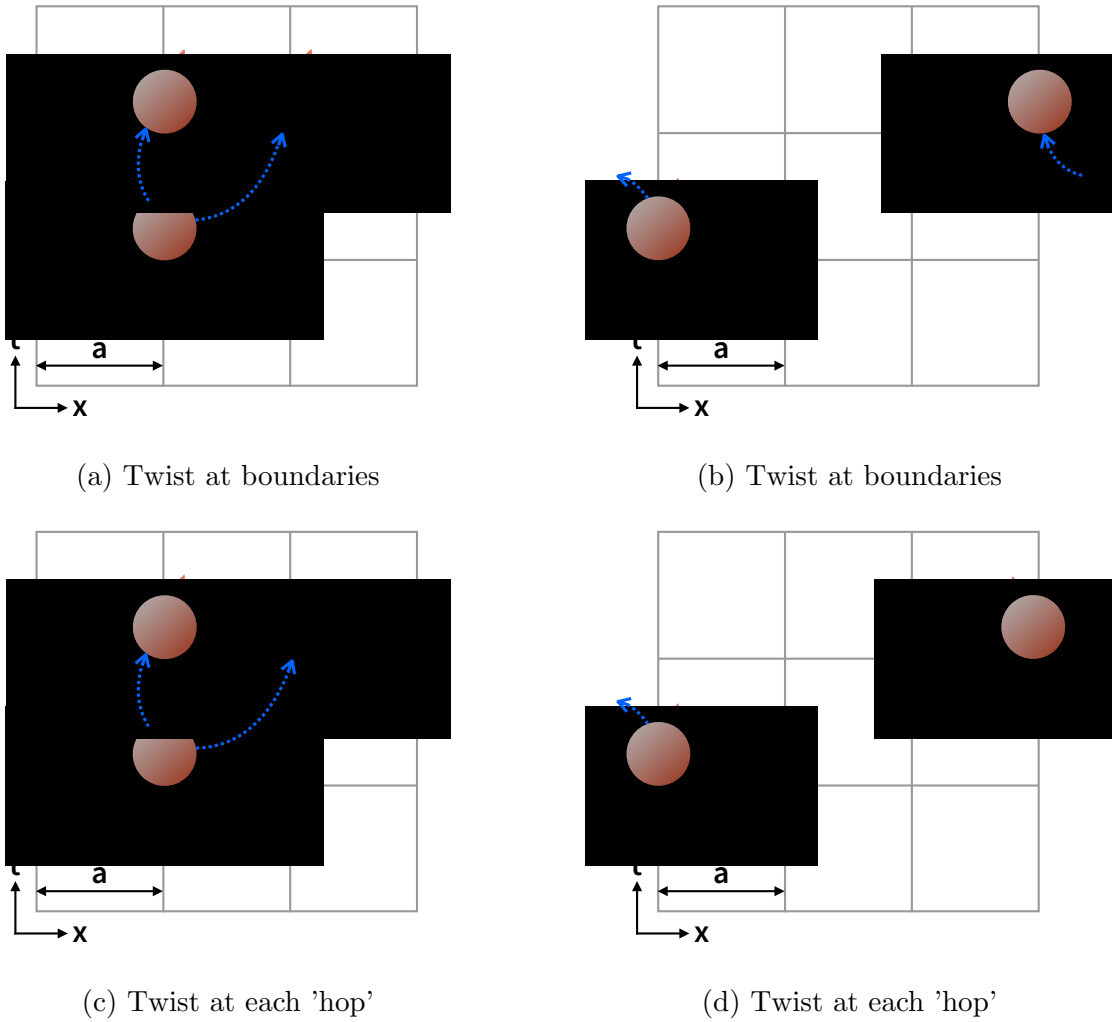 a
a
x
x
(a) Twist at boundaries
(b) Twist at boundaries
a
a
x
x
(c) Twist at each 'hop'
(d) Twist at each 'hop'